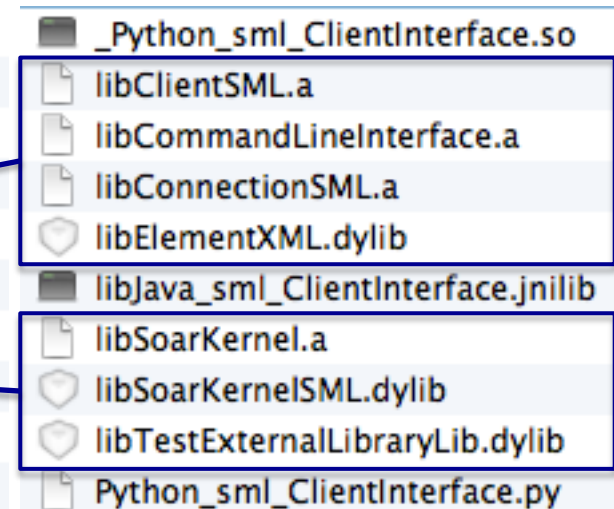 _Python_sml_ClientInterface.so
libClientSML.a
libCommandLineInterface.a
libConnectionSML.a
libElementXML.dylib
libJava_sml_ClientInterface.jnilib
libSoarKernel.a
libSoarKernelSML.dylib
libTestExternalLibraryLib.dylib
Python_sml_ClientInterface.py